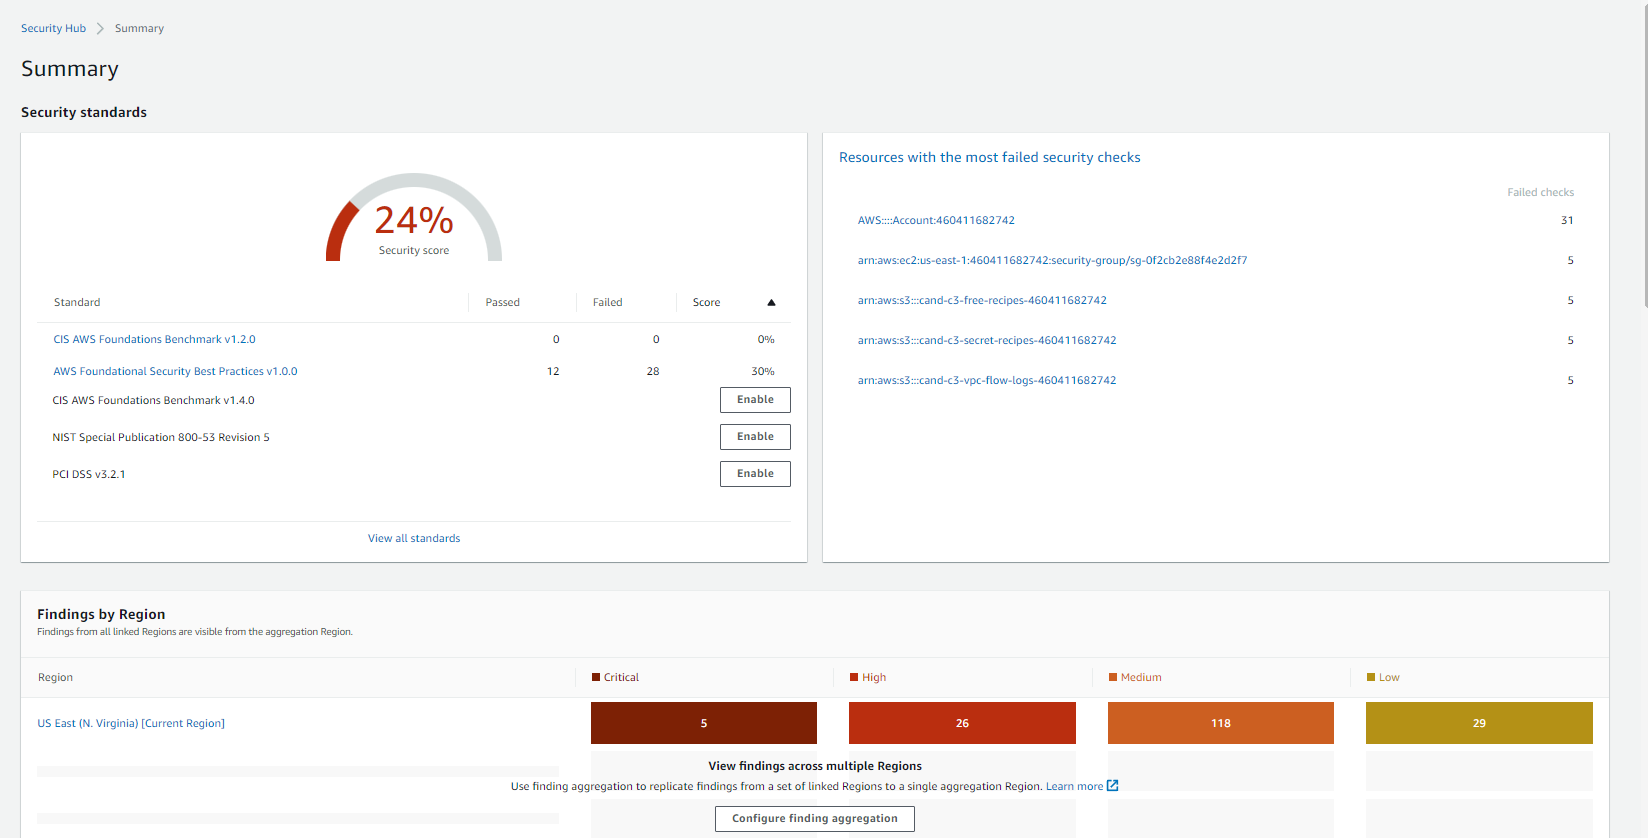 Security Hub Summary
Summary
Security standards
24%
Security score
Standard Passed Failed Score
CIS AWS Foundations Benchmark v1.2.0 0 0 0%
AWS Foundational Security Best Practices v1.0.0 12 28 30%
CIS AWS Foundations Benchmark v1.4.0 Enable
NIST Special Publication 800-53 Revision 5 Enable
PCI DSS v3.2.1 Enable
View all standards
Resources with the most failed security checks
Failed checks
AWS::::Account:460411682742 31
arn:aws:ec2:us-east-1:460411682742:security-group/sg-0f2cb2e88f4e2d2f7 5
arn:aws:s3:::cand-c3-free-recipes-460411682742 5
arn:aws:s3:::cand-c3-secret-recipes-460411682742 5
arn:aws:s3:::cand-c3-vpc-flow-logs-460411682742 5
Findings by Region
Findings from all linked Regions are visible from the aggregation Region.
Region Critical High Medium Low
US East (N. Virginia) [Current Region] 5 26 118 29
View findings across multiple Regions
Use finding aggregation to replicate findings from a set of linked Regions to a single aggregation Region. Learn more
Configure finding aggregation